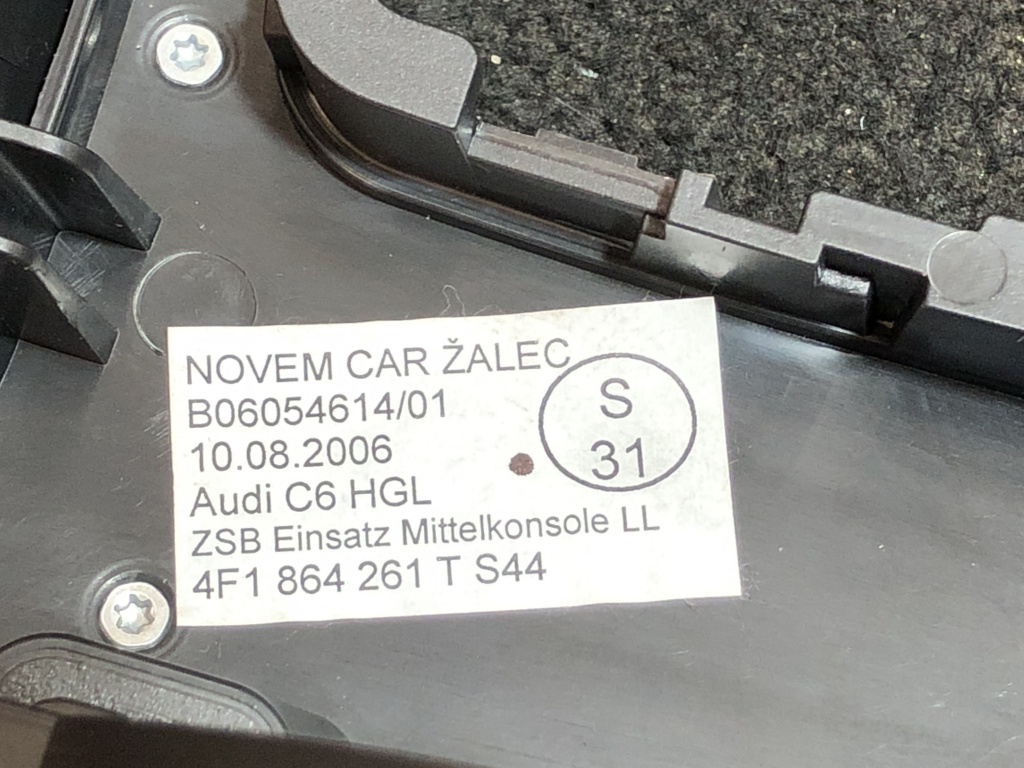 NOVEM CAR ŽALEC
B06054614/01
10.08.2006
Audi C6 HGL
ZSB Einsatz Mittelkonsole LL
4F1 864 261 T S44
S
31